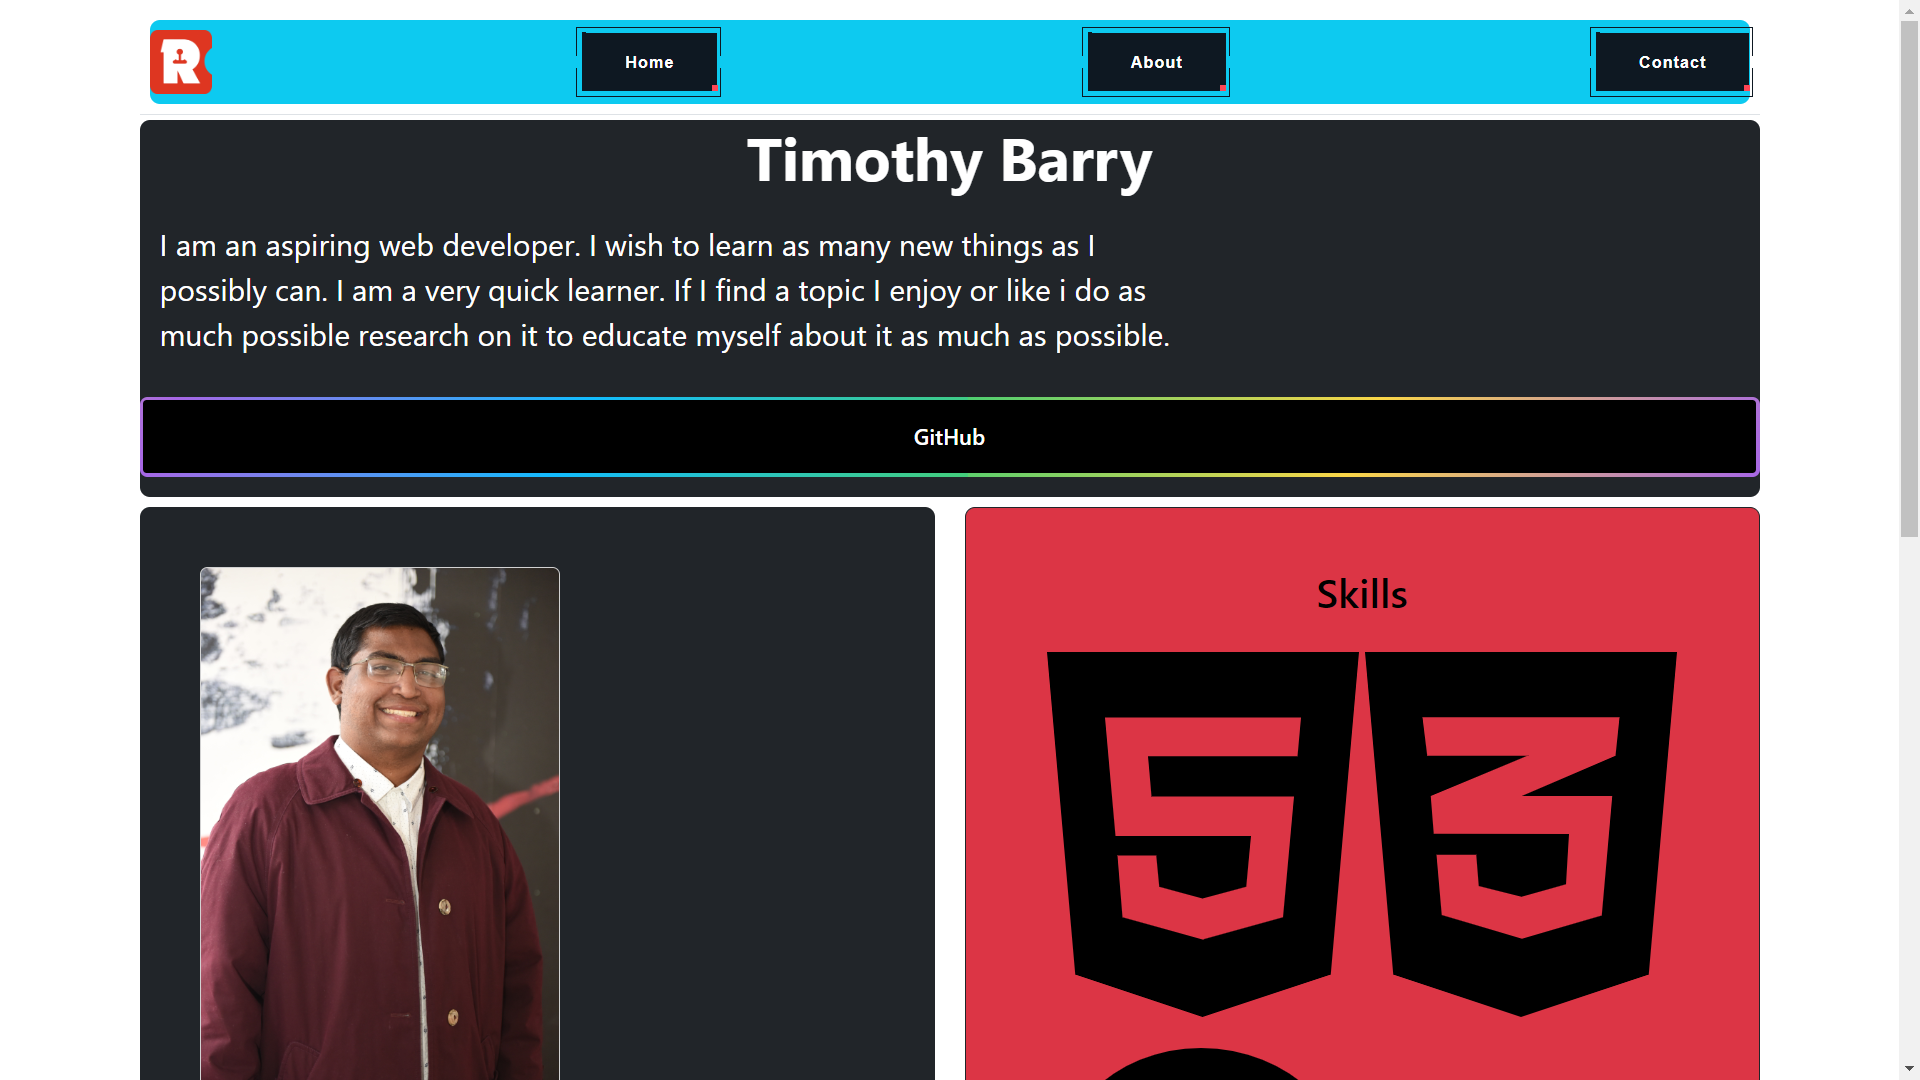 R
Home
About
Contact
Timothy Barry
I am an aspiring web developer. I wish to learn as many new things as I
possibly can. I am a very quick learner. If I find a topic I enjoy or like i do as
much possible research on it to educate myself about it as much as possible.
GitHub
Skills
5
3